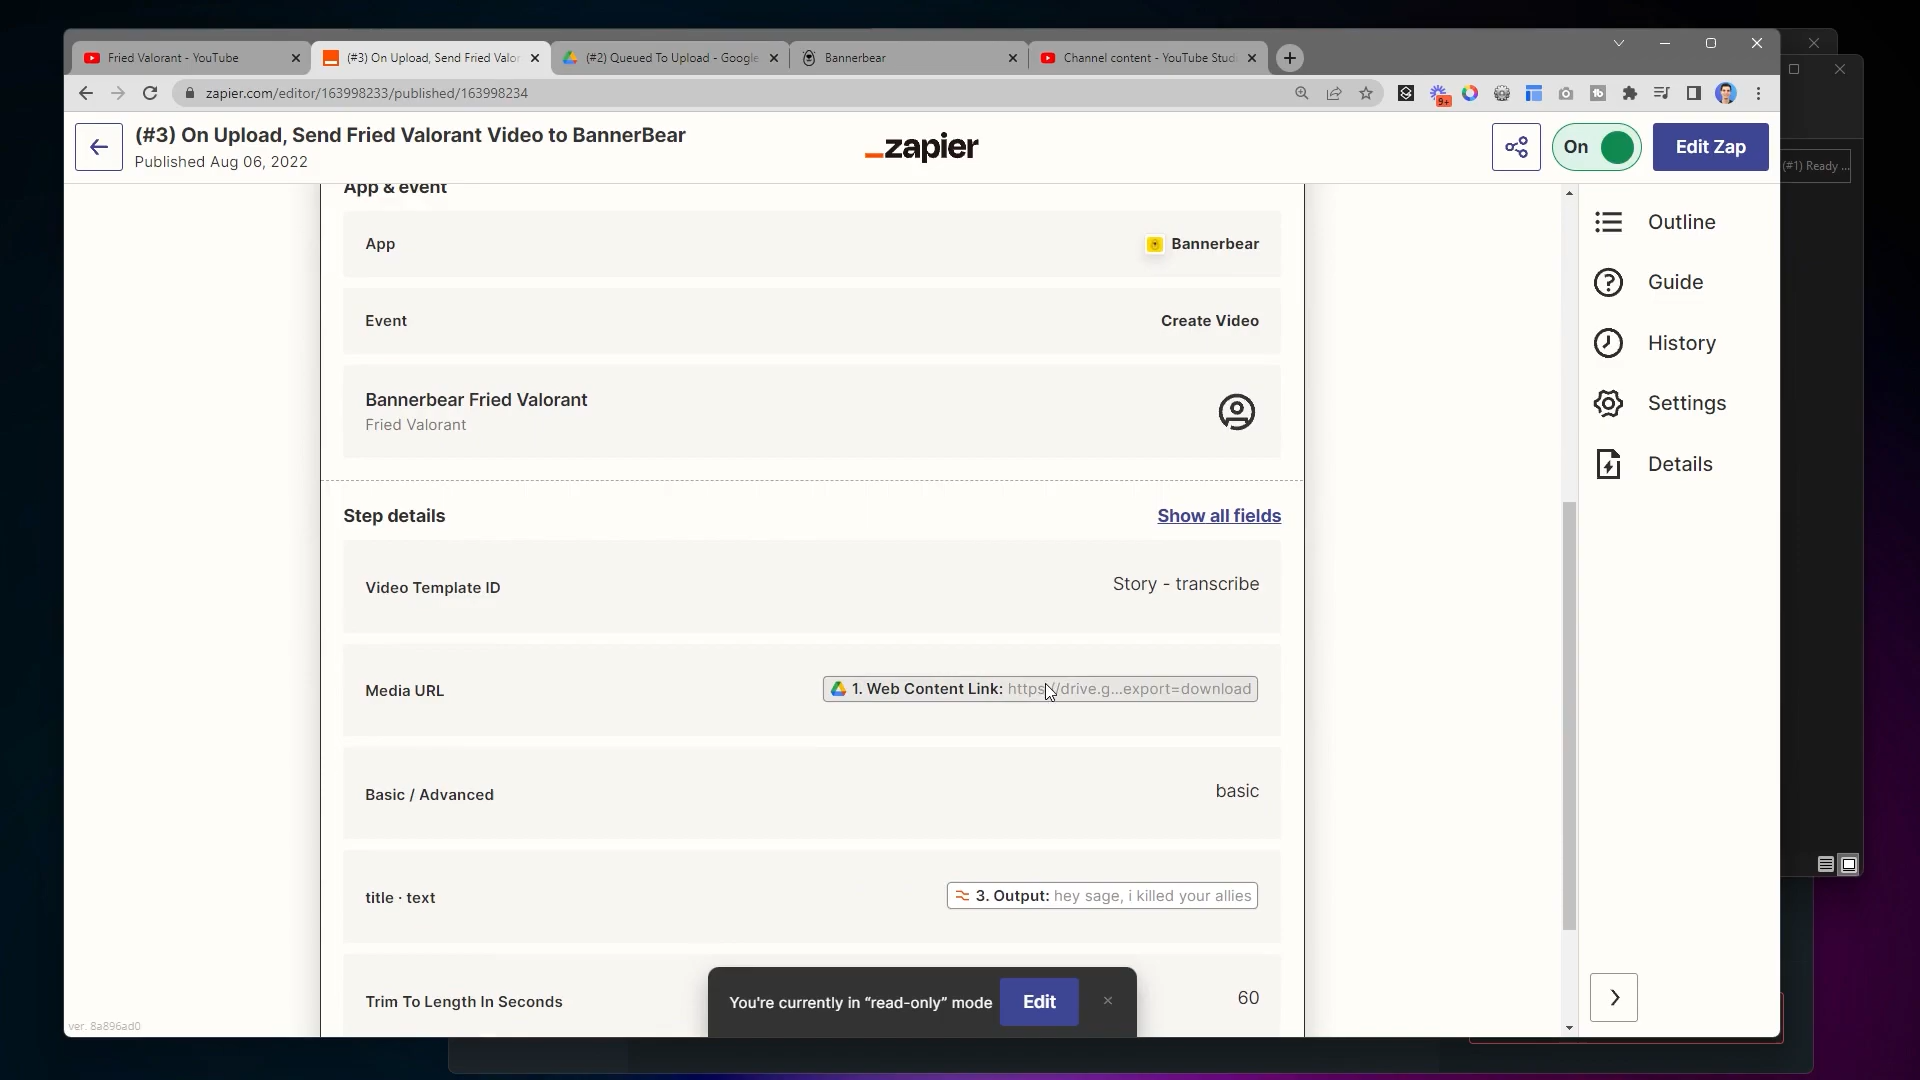 Fried Valorant - YouTube
(#3) On Upload, Send Fried Valor
(#2) Queued To Upload - Google
Bannerbear
Channel content - YouTube Stud
zapier.com/editor/163998233/published/163998234
9+
(#3) On Upload, Send Fried Valorant Video to BannerBear
Published Aug 06, 2022
_zapier
On
Edit Zap
(#1) Ready ...
App & event
App
Bannerbear
Event
Create Video
Bannerbear Fried Valorant
Fried Valorant
Step details
Show all fields
Video Template ID
Story - transcribe
Media URL
1. Web Content Link: https://drive.g...export=download
Basic / Advanced
basic
title · text
3. Output: hey sage, i killed your allies
Trim To Length In Seconds
60
Outline
Guide
History
Settings
Details
You're currently in “read-only” mode
Edit
ver. 8a896ad0